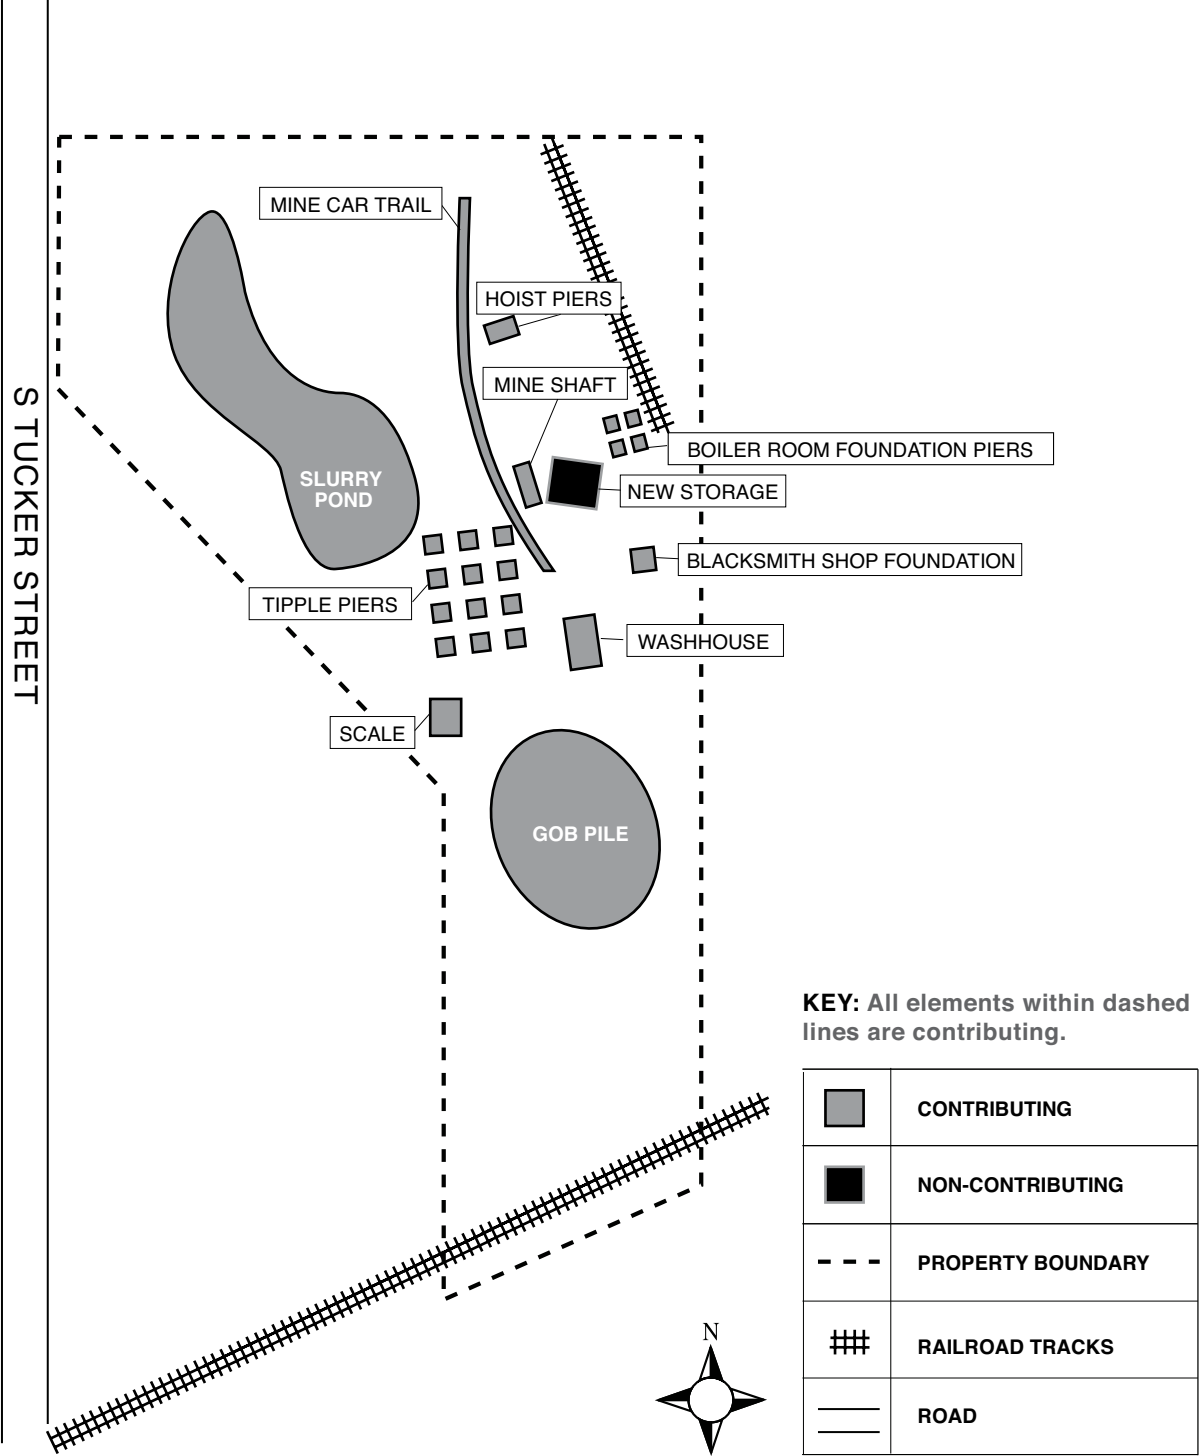 MINE CAR TRAIL
HOIST PIERS
MINE SHAFT
S TUCKER STREET
BOILER ROOM FOUNDATION PIERS
SLURRY
POND
NEW STORAGE
BLACKSMITH SHOP FOUNDATION
TIPPLE PIERS
WASHHOUSE
SCALE
GOB PILE
KEY: All elements within dashed
lines are contributing.
CONTRIBUTING
NON-CONTRIBUTING
PROPERTY BOUNDARY
RAILROAD TRACKS
ROAD
N